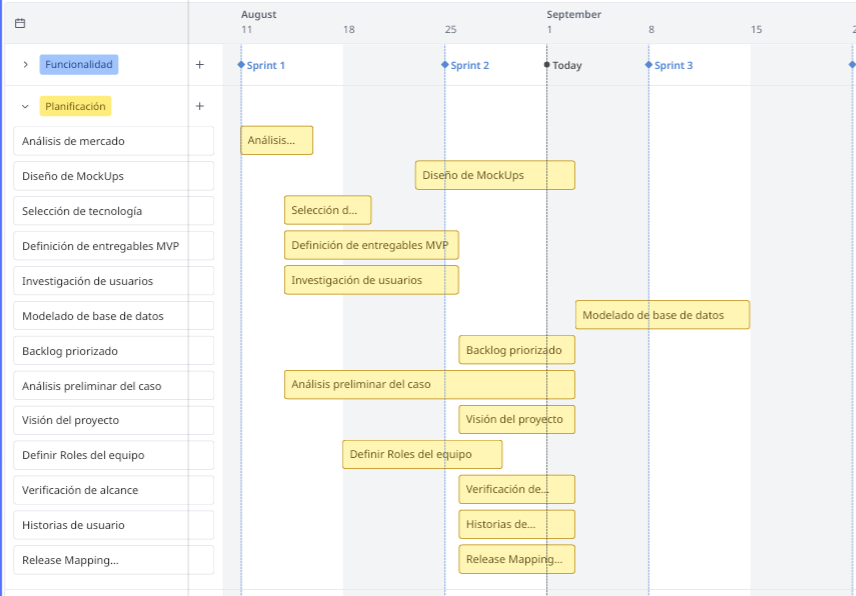 August
September
11
18
25
1
8
15
Funcionalidad
+
Sprint 1
Sprint 2
Today
Sprint 3
Planificación
+
Análisis de mercado
Análisis...
Diseño de MockUps
Diseño de MockUps
Selección de tecnología
Selección d...
Definición de entregables MVP
Definición de entregables MVP
Investigación de usuarios
Investigación de usuarios
Modelado de base de datos
Modelado de base de datos
Backlog priorizado
Backlog priorizado
Análisis preliminar del caso
Análisis preliminar del caso
Visión del proyecto
Visión del proyecto
Definir Roles del equipo
Definir Roles del equipo
Verificación de alcance
Verificación de...
Historias de usuario
Historias de...
Release Mapping...
Release Mapping...